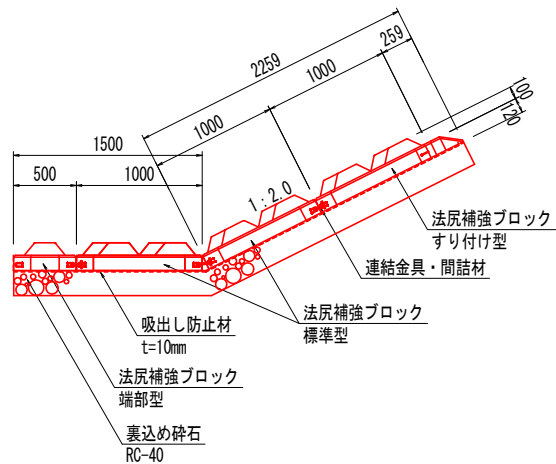 2259
259
1000
1000
100
120
1500
500
1000
1:2.0
法尻補強ブロック
すり付け型
連結金具・間詰材
法尻補強ブロック
標準型
吸出し防止材
t=10mm
法尻補強ブロック
端部型
裏込め砕石
RC-40